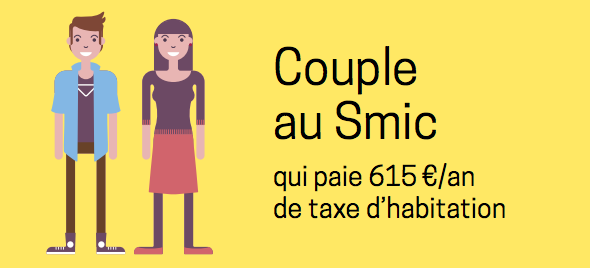 Couple
au Smic
qui paie 615 €/an
de taxe d’habitation